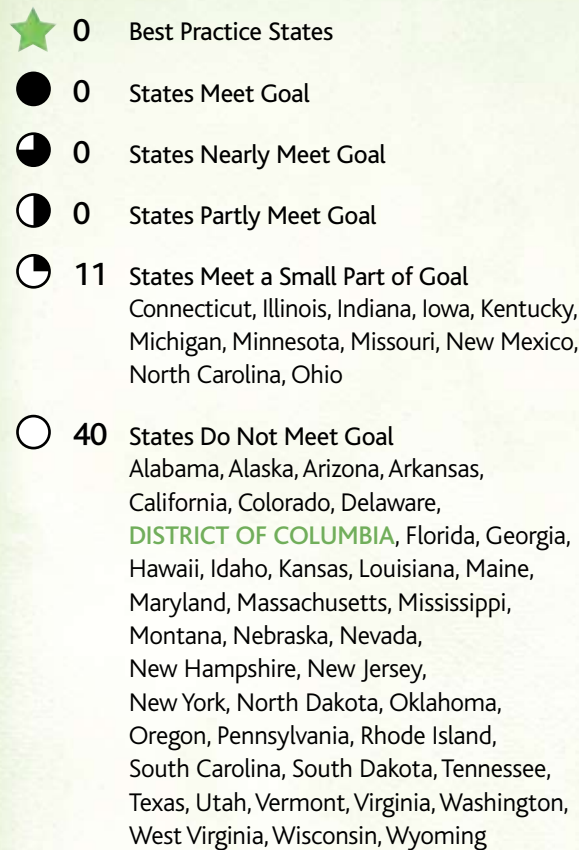 0 Best Practice States
0 States Meet Goal
0 States Nearly Meet Goal
0 States Partly Meet Goal
11 States Meet a Small Part of Goal
Connecticut, Illinois, Indiana, Iowa, Kentucky,
Michigan, Minnesota, Missouri, New Mexico,
North Carolina, Ohio
40 States Do Not Meet Goal
Alabama, Alaska, Arizona, Arkansas,
California, Colorado, Delaware,
DISTRICT OF COLUMBIA, Florida, Georgia,
Hawaii, Idaho, Kansas, Louisiana, Maine,
Maryland, Massachusetts, Mississippi,
Montana, Nebraska, Nevada,
New Hampshire, New Jersey,
New York, North Dakota, Oklahoma,
Oregon, Pennsylvania, Rhode Island,
South Carolina, South Dakota, Tennessee,
Texas, Utah, Vermont, Virginia, Washington,
West Virginia, Wisconsin, Wyoming